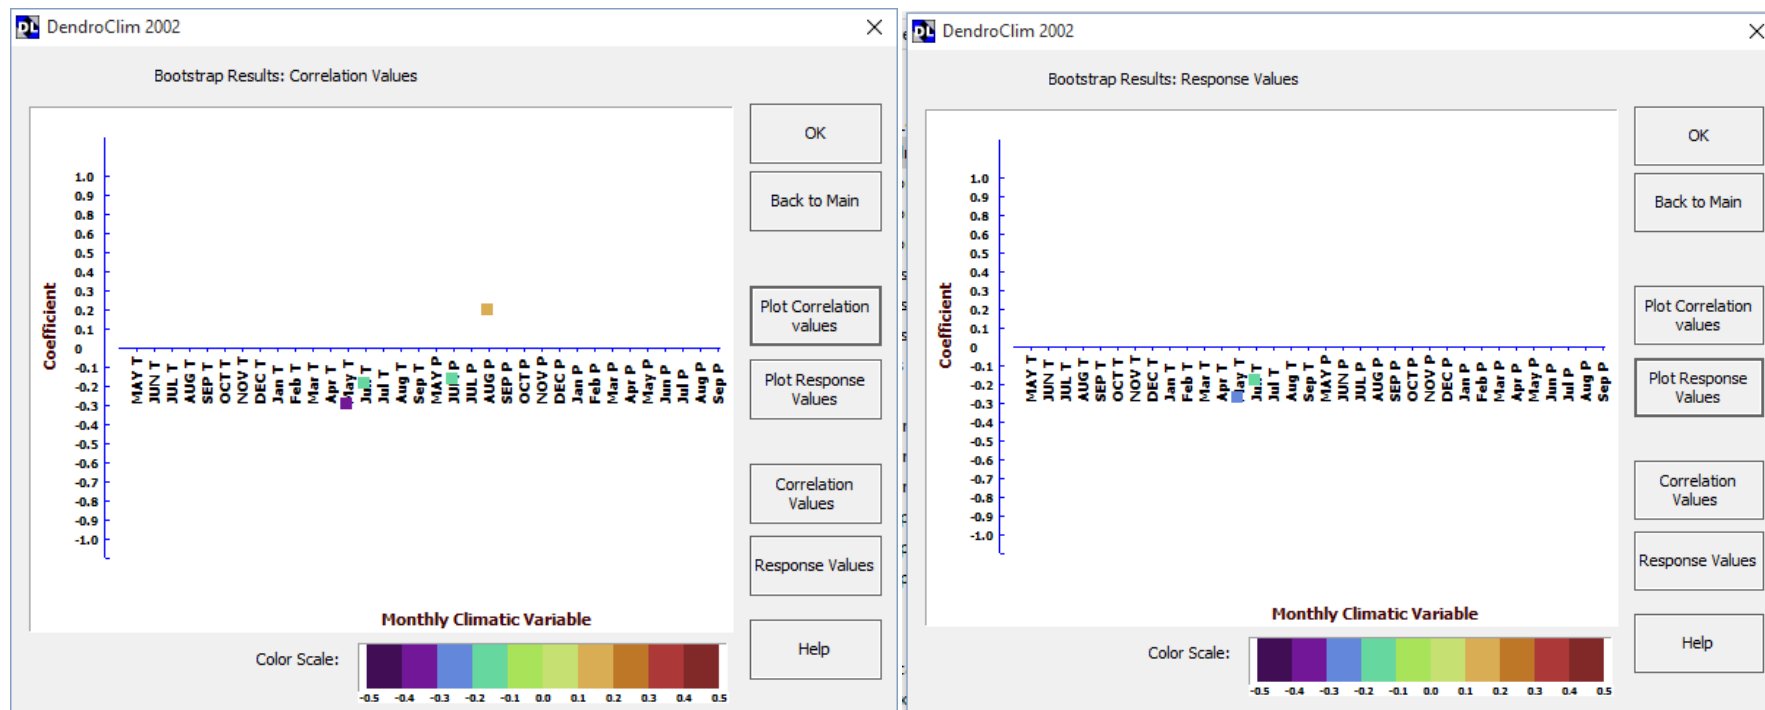 DendroClim 2002
Bootstrap Results: Correlation Values
OK
Back to Main
Plot Correlation
values
Plot Response
Values
Correlation
Values
Response Values
Help
Coefficient
1.0
0.9
0.8
0.7
0.6
0.5
0.4
0.3
0.2
0.1
0
-0.1
-0.2
-0.3
-0.4
-0.5
-0.6
-0.7
-0.8
-0.9
-1.0
MAY T
JUN T
JUL T
AUG T
SEP T
OCT T
NOV T
DEC T
Jan T
Feb T
Mar T
Apr T
May T
Jun T
Jul T
Aug T
Sep T
MAY P
JUN P
JUL P
AUG P
SEP P
OCT P
NOV P
DEC P
Jan P
Feb P
Mar P
Apr P
May P
Jun P
Jul P
Aug P
Sep P
Monthly Climatic Variable
Color Scale:
-0.5 -0.4 -0.3 -0.2 -0.1 0.0 0.1 0.2 0.3 0.4 0.5
DendroClim 2002
Bootstrap Results: Response Values
OK
Back to Main
Plot Correlation
values
Plot Response
Values
Correlation
Values
Response Values
Help
Coefficient
1.0
0.9
0.8
0.7
0.6
0.5
0.4
0.3
0.2
0.1
0
-0.1
-0.2
-0.3
-0.4
-0.5
-0.6
-0.7
-0.8
-0.9
-1.0
MAY T
JUN T
JUL T
AUG T
SEP T
OCT T
NOV T
DEC T
Jan T
Feb T
Mar T
Apr T
May T
Jun T
Jul T
Aug T
Sep T
MAY P
JUN P
JUL P
AUG P
SEP P
OCT P
NOV P
DEC P
Jan P
Feb P
Mar P
Apr P
May P
Jun P
Jul P
Aug P
Sep P
Monthly Climatic Variable
Color Scale:
-0.5 -0.4 -0.3 -0.2 -0.1 0.0 0.1 0.2 0.3 0.4 0.5